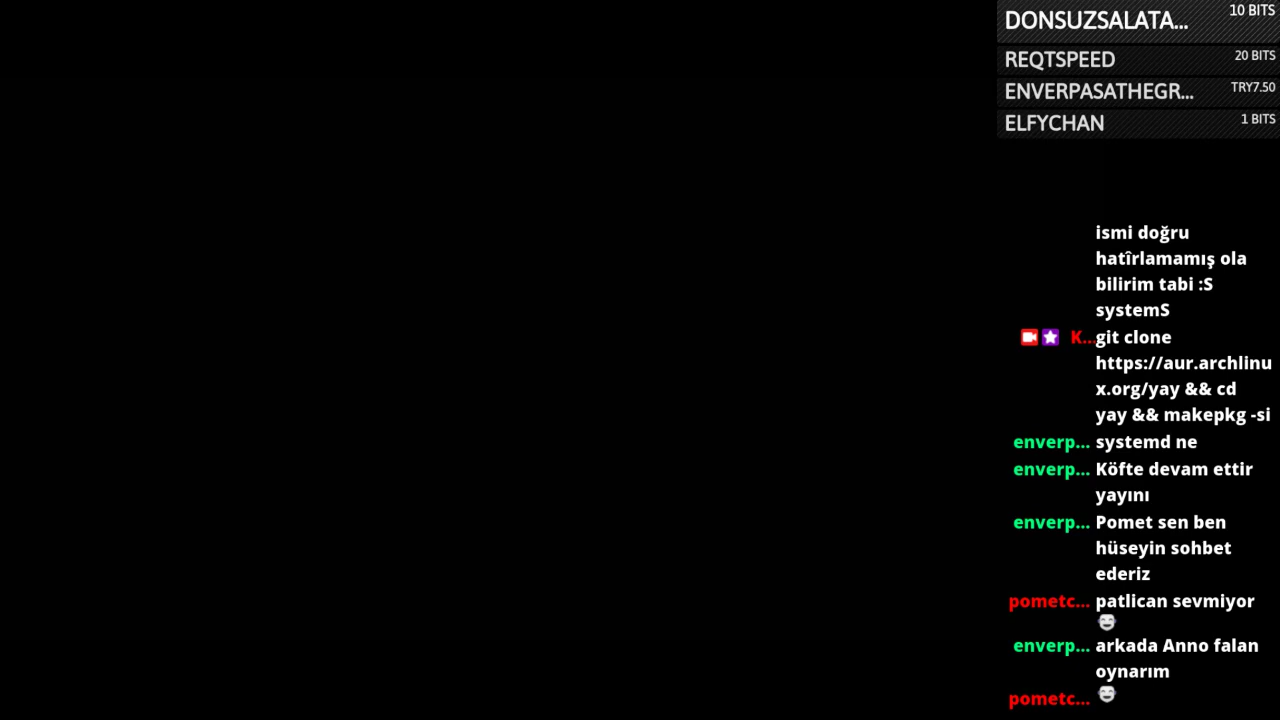 DONSUZSALATA... 10 BITS
REQTSPEED 20 BITS
ENVERPASATHEGR... TRY7.50
ELFYCHAN 1 BITS
ismi doğru
hatîrlamamış ola
bilirim tabi :S
systemS
K... git clone
https://aur.archlinu
x.org/yay && cd
yay && makepkg -si
enverp... systemd ne
enverp... Köfte devam ettir
yayını
enverp... Pomet sen ben
hüseyin sohbet
ederiz
pometc... patlican sevmiyor
enverp... arkada Anno falan
oynarım
pometc...